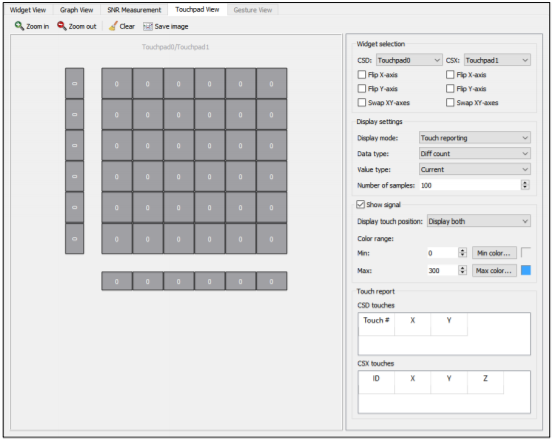 Widget View Graph View SNR Measurement Touchpad View Gesture View
Zoom in Zoom out Clear Save image
Touchpad0/Touchpad1
0 0 0 0 0 0 0
0 0 0 0 0 0 0
0 0 0 0 0 0 0
0 0 0 0 0 0 0
0 0 0 0 0 0 0
0 0 0 0 0 0 0
0 0 0 0 0 0
Widget selection
CSD: Touchpad0 CSX: Touchpad1
Flip X-axis Flip X-axis
Flip Y-axis Flip Y-axis
Swap XY-axes Swap XY-axes
Display settings
Display mode: Touch reporting
Data type: Diff count
Value type: Current
Number of samples: 100
Show signal
Display touch position: Display both
Color range:
Min: 0 Min color...
Max: 300 Max color...
Touch report
CSD touches
Touch # X Y
CSX touches
ID X Y Z